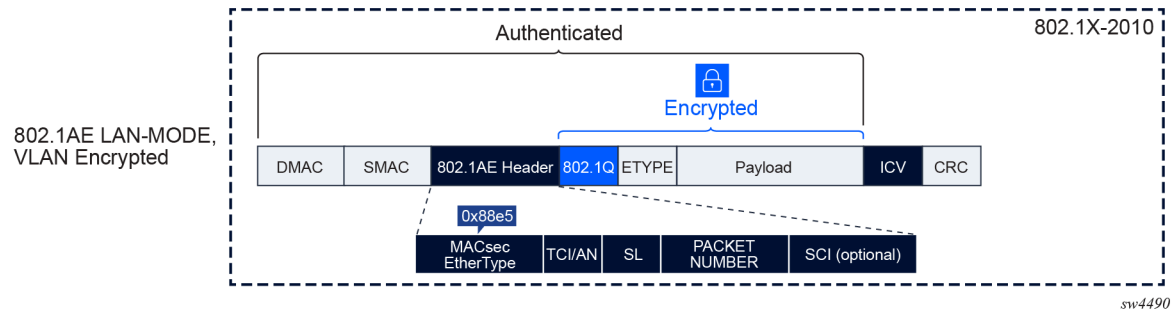 802.1X-2010
Authenticated
Encrypted
802.1AE LAN-MODE,
VLAN Encrypted
DMAC SMAC 802.1AE Header 802.1Q ETYPE Payload ICV CRC
0x88e5
MACsec
EtherType
TCI/AN
SL
PACKET
NUMBER
SCI (optional)
sw4490